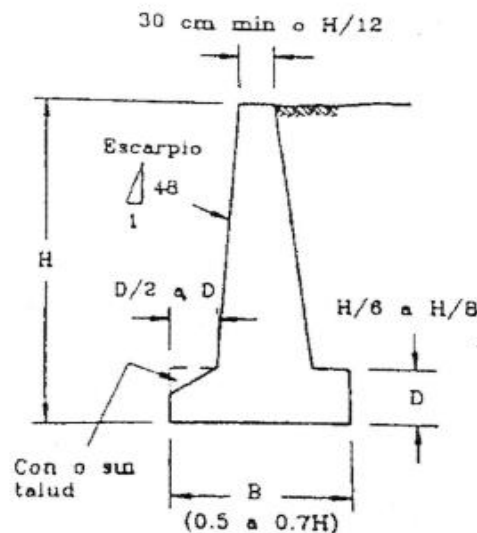 30 cm min o H/12
Escarpio
48
1
H
D/2 a D
H/6 a H/8
D
Con o sin
talud
B
(0.5 a 0.7H)